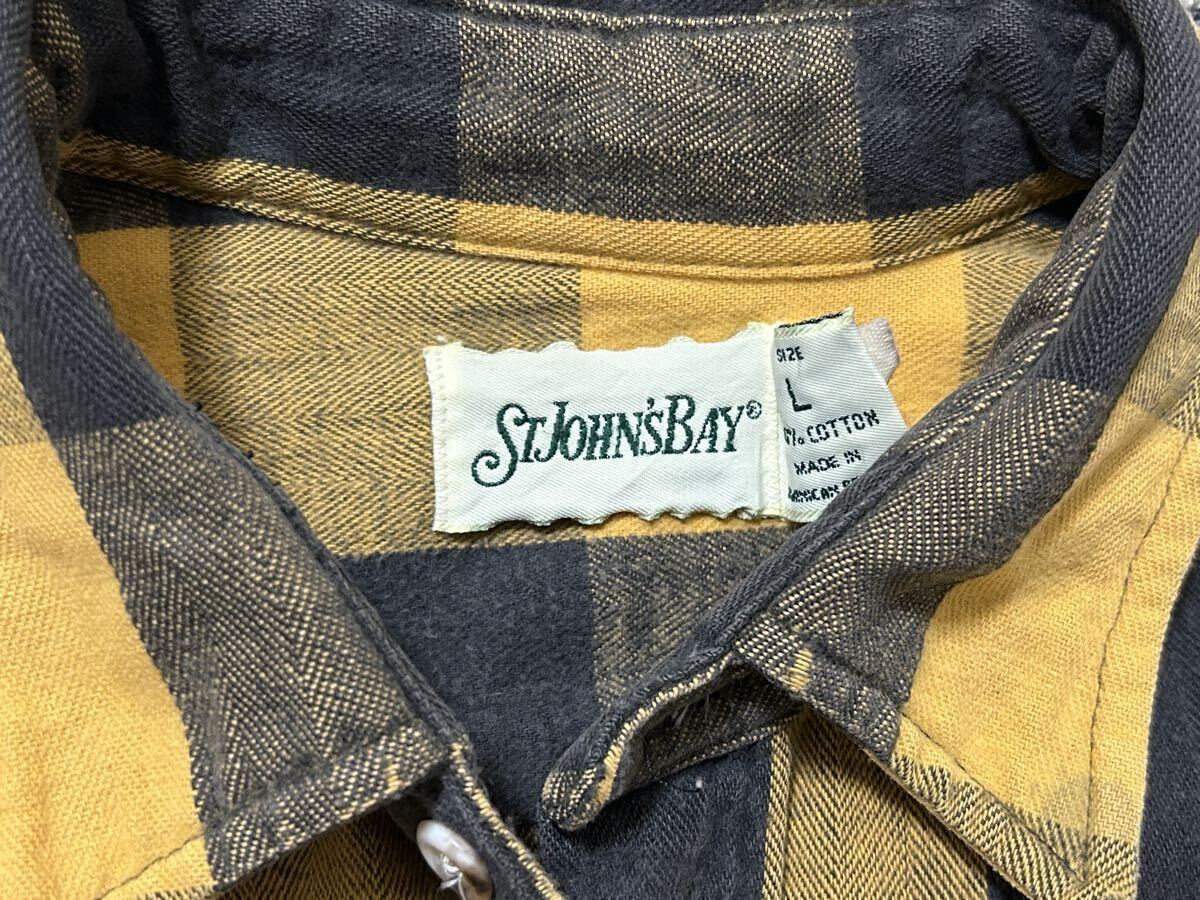 ST. JOHN'S BAY®
SIZE
L
% COTTON
MADE IN